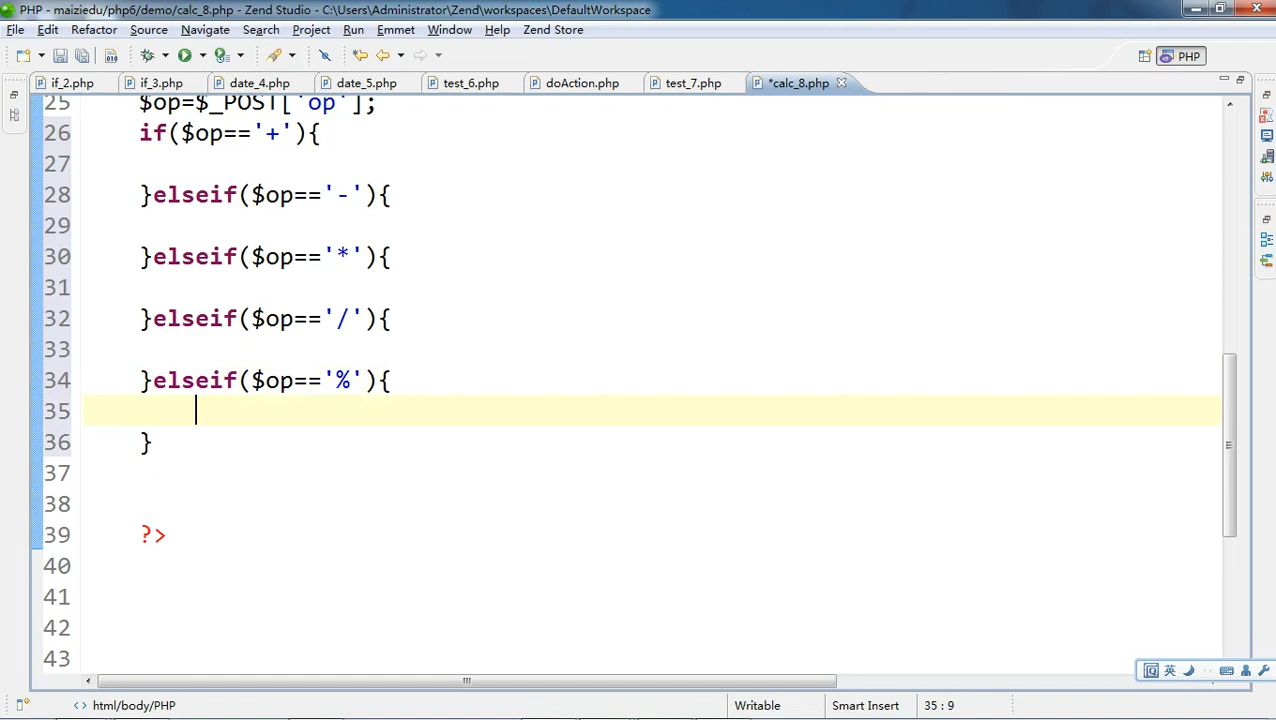 PHP - maiziedu/php6/demo/calc_8.php - Zend Studio - C:\Users\Administrator\Zend\workspaces\DefaultWorkspace
File Edit Refactor Source Navigate Search Project Run Emmet Window Help Zend Store
PHP
if_2.php if_3.php date_4.php date_5.php test_6.php doAction.php test_7.php *calc_8.php
25 $op=$_POST['op'];
26 if($op=='+'){
27
28 }elseif($op=='-'){
29
30 }elseif($op=='*'){
31
32 }elseif($op=='/'){
33
34 }elseif($op=='%'){
35
36 }
37
38
39 ?>
40
41
42
43
英
<> html/body/PHP Writable Smart Insert 35 : 9